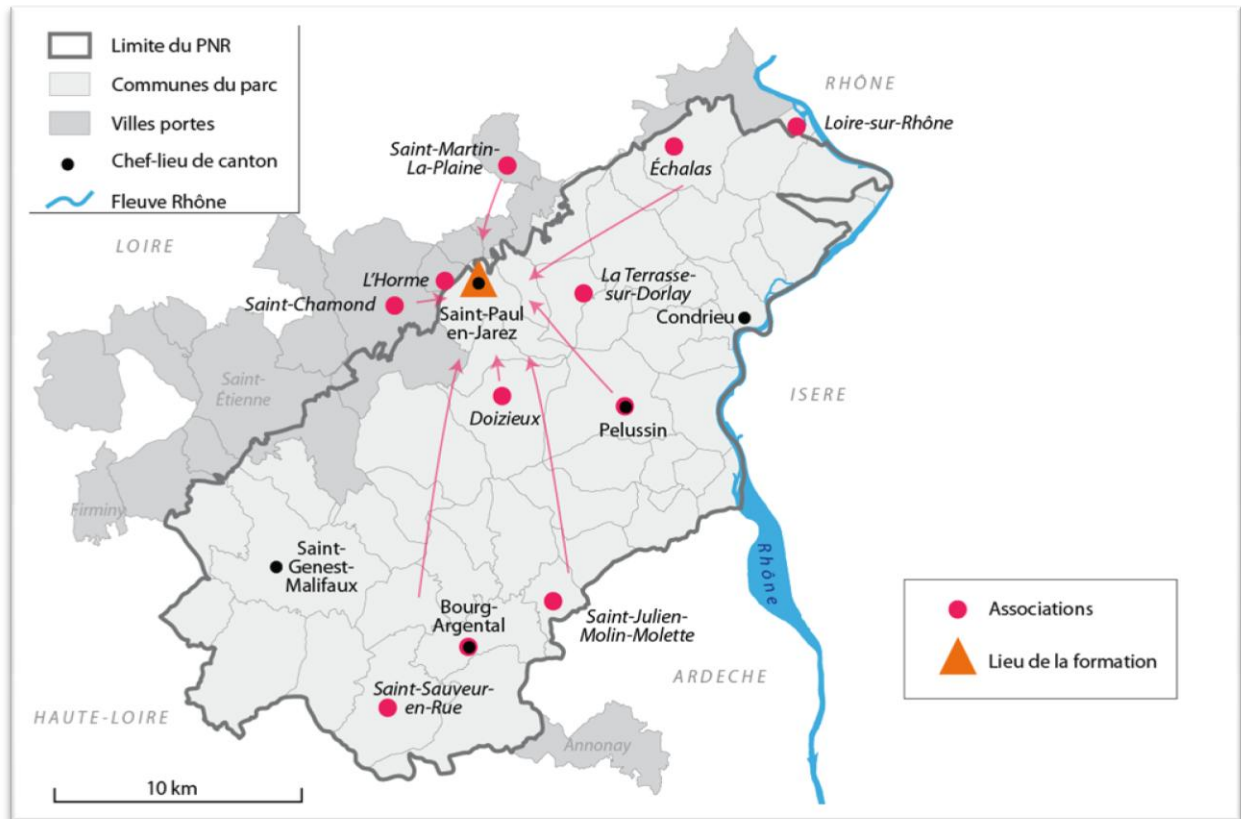 Limite du PNR
Communes du parc
Villes portes
Chef-lieu de canton
Fleuve Rhône
RHÔNE
Loire-sur-Rhône
Saint-Martin-
La-Plaine
Échalas
LOIRE
L'Horme
Saint-Chamond
Saint-Paul
en-Jarez
La Terrasse-
sur-Dorlay
Condrieu
Saint-
Étienne
ISERE
Doizieux
Pelussin
Firminy
Saint-
Genest-
Malifaux
Rhône
Bourg-
Argental
Saint-Julien-
Molin-Molette
Associations
Lieu de la formation
ARDECHE
Saint-Sauveur-
en-Rue
HAUTE-LOIRE
Annonay
10 km